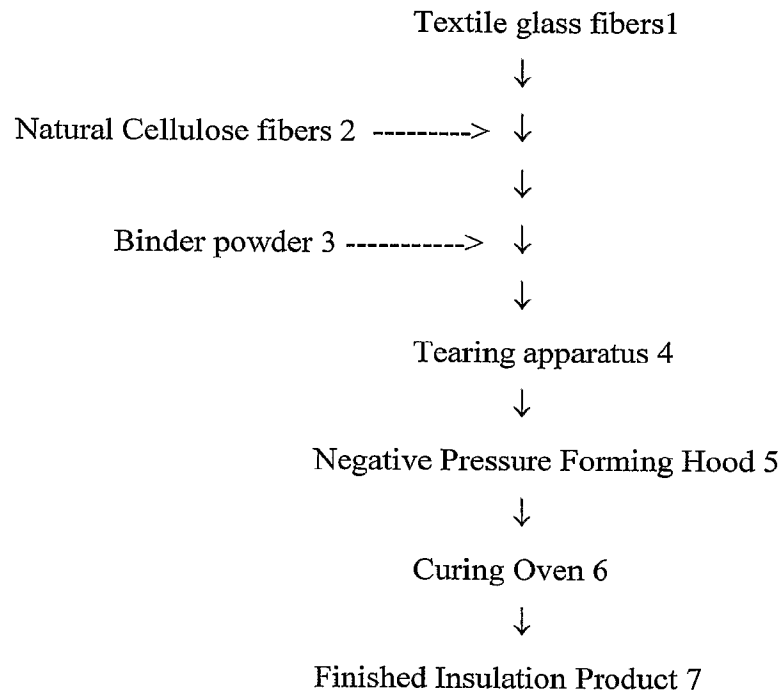 Textile glass fibers1
↓
Natural Cellulose fibers 2 ---------> ↓
↓
Binder powder 3 -----------> ↓
↓
Tearing apparatus 4
↓
Negative Pressure Forming Hood 5
↓
Curing Oven 6
↓
Finished Insulation Product 7